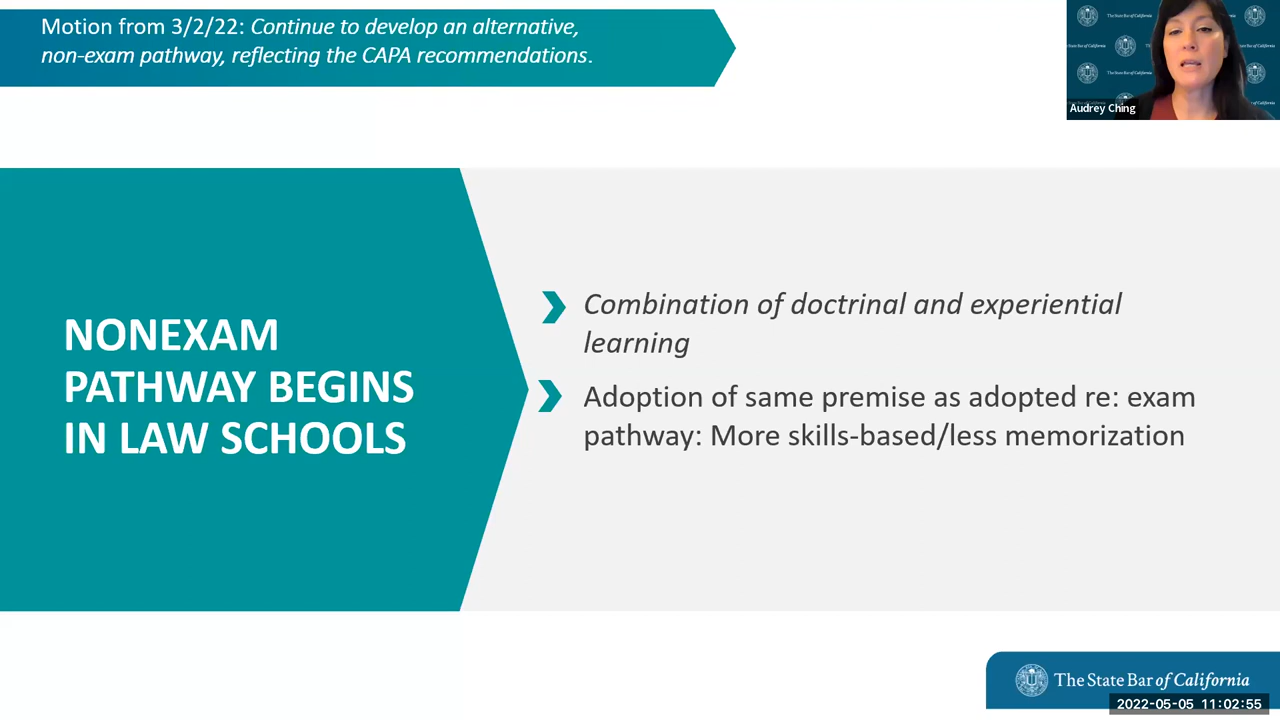 Motion from 3/2/22: Continue to develop an alternative,
non-exam pathway, reflecting the CAPA recommendations.
Audrey Ching
NONEXAM
PATHWAY BEGINS
IN LAW SCHOOLS
Combination of doctrinal and experiential
learning
Adoption of same premise as adopted re: exam
pathway: More skills-based/less memorization
The State Bar of California
2022-05-05 11:02:55